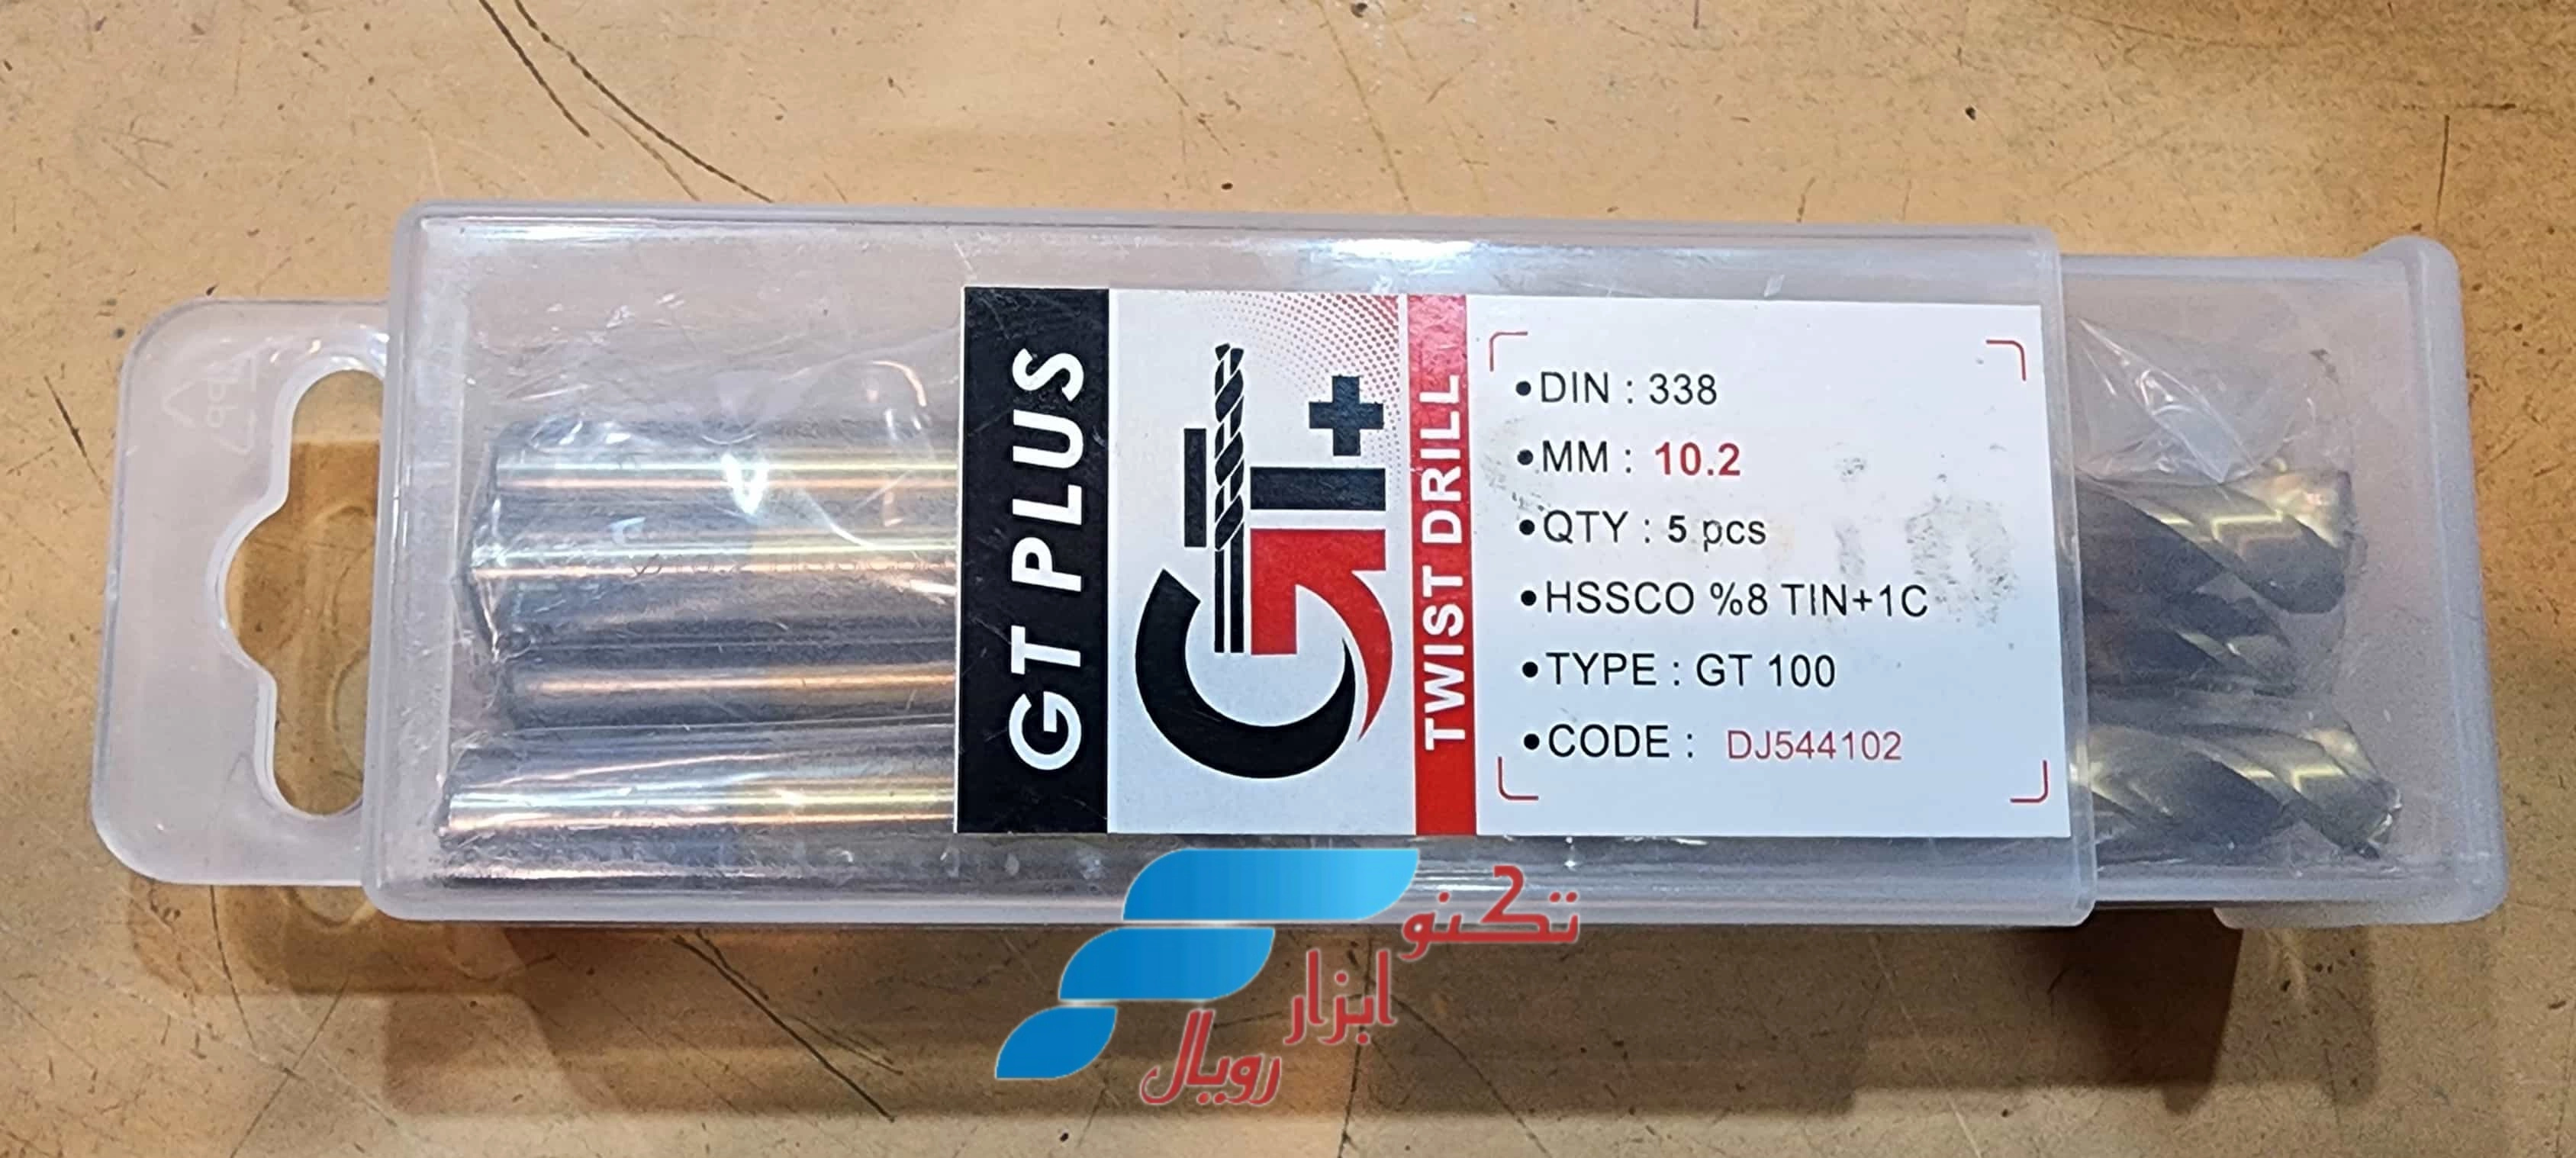 GT PLUS
GT+
TWIST DRILL
•DIN : 338
•MM : 10.2
•QTY : 5 pcs
•HSSCO %8 TIN+1C
•TYPE : GT 100
•CODE : DJ544102
تکنو
ابزار
رویال